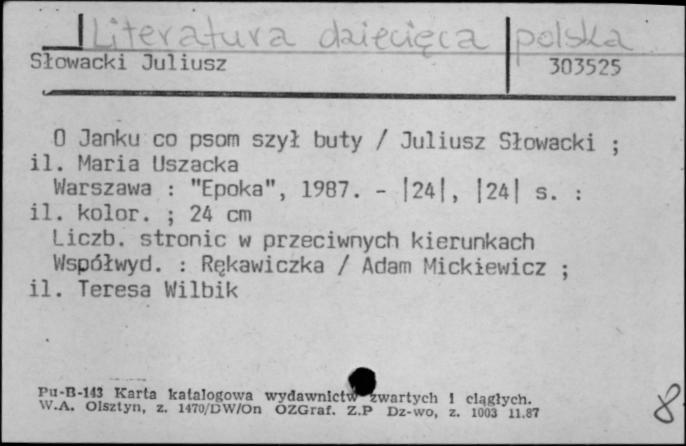 Literatura dziecięca polska
Słowacki Juliusz 303525
O Janku co psom szył buty / Juliusz Słowacki ;
il. Maria Uszacka
Warszawa : "Epoka", 1987. - |24|, |24| s. :
il. kolor. ; 24 cm
Liczb. stronic w przeciwnych kierunkach
Współwyd. : Rękawiczka / Adam Mickiewicz ;
il. Teresa Wilbik
Pu-B-143 Karta katalogowa wydawnictw zwartych i ciągłych.
W.A. Olsztyn, z. 1470/DW/On OZGraf. Z.P Dz-wo, z. 1003 11.87
8